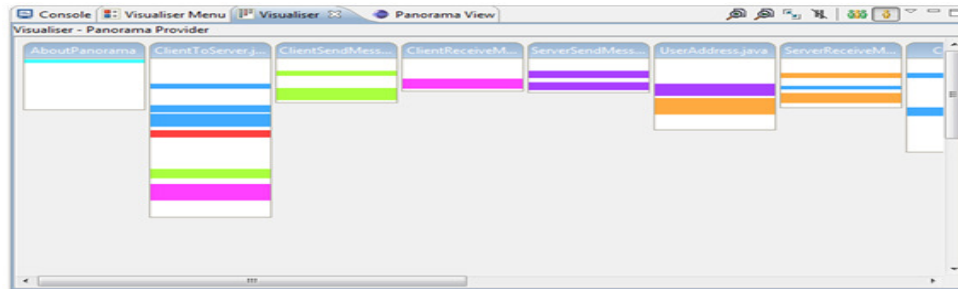 Console Visualiser Menu Visualiser Panorama View
Visualiser - Panorama Provider
AboutPanorama ClientToServer.j... ClientSendMess... ClientReceiveM... ServerSendMess... UserAddress.java ServerReceiveM... C